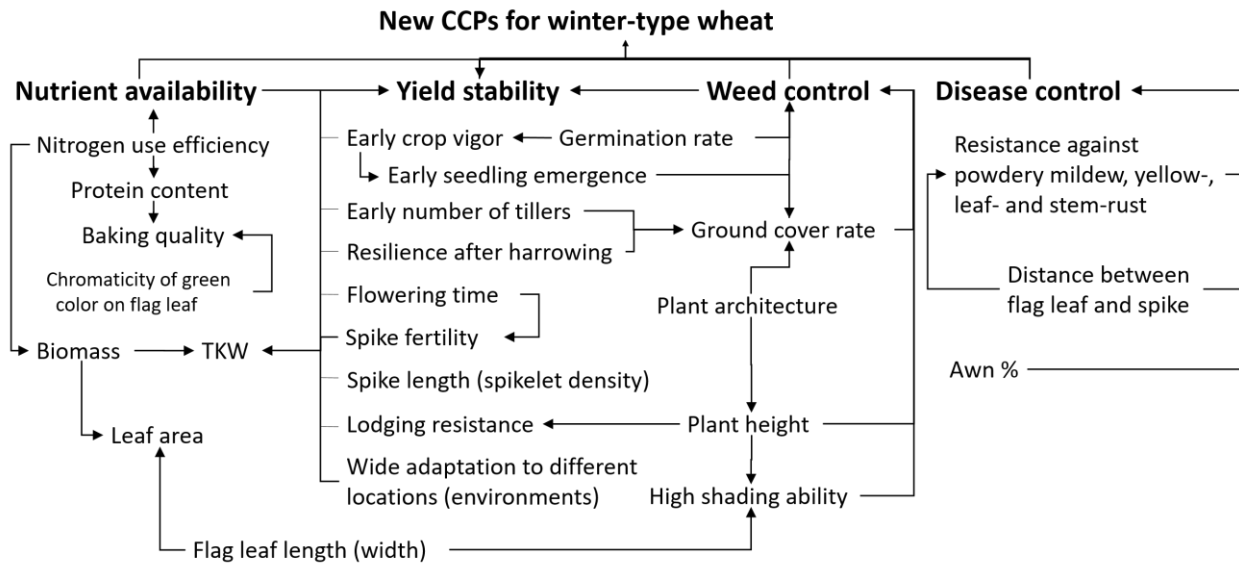 New CCPs for winter-type wheat
Nutrient availability
Yield stability
Weed control
Disease control
Nitrogen use efficiency
Protein content
Baking quality
Chromaticity of green
color on flag leaf
Biomass
TKW
Leaf area
Flag leaf length (width)
Early crop vigor
Germination rate
Early seedling emergence
Early number of tillers
Resilience after harrowing
Ground cover rate
Flowering time
Plant architecture
Spike fertility
Spike length (spikelet density)
Lodging resistance
Plant height
Wide adaptation to different
locations (environments)
High shading ability
Resistance against
powdery mildew, yellow-,
leaf- and stem-rust
Distance between
flag leaf and spike
Awn %